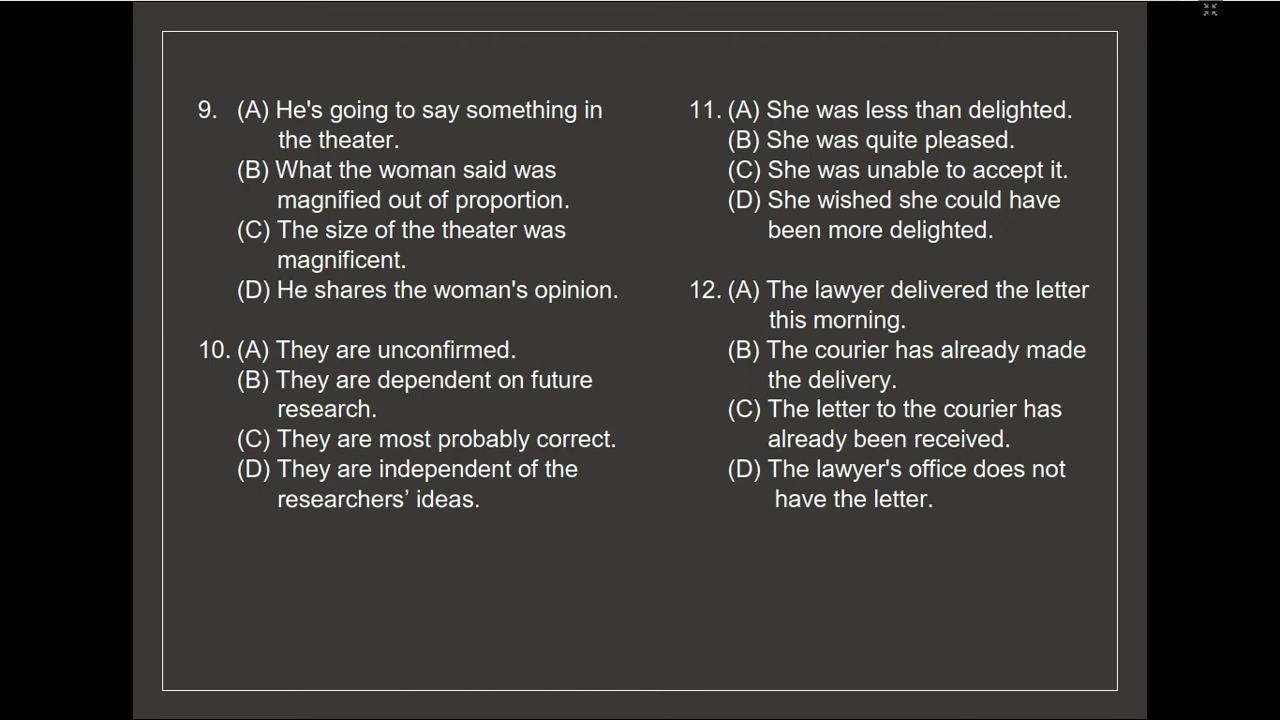 9. (A) He's going to say something in
the theater.
(B) What the woman said was
magnified out of proportion.
(C) The size of the theater was
magnificent.
(D) He shares the woman's opinion.
10. (A) They are unconfirmed.
(B) They are dependent on future
research.
(C) They are most probably correct.
(D) They are independent of the
researchers’ ideas.
11. (A) She was less than delighted.
(B) She was quite pleased.
(C) She was unable to accept it.
(D) She wished she could have
been more delighted.
12. (A) The lawyer delivered the letter
this morning.
(B) The courier has already made
the delivery.
(C) The letter to the courier has
already been received.
(D) The lawyer's office does not
have the letter.